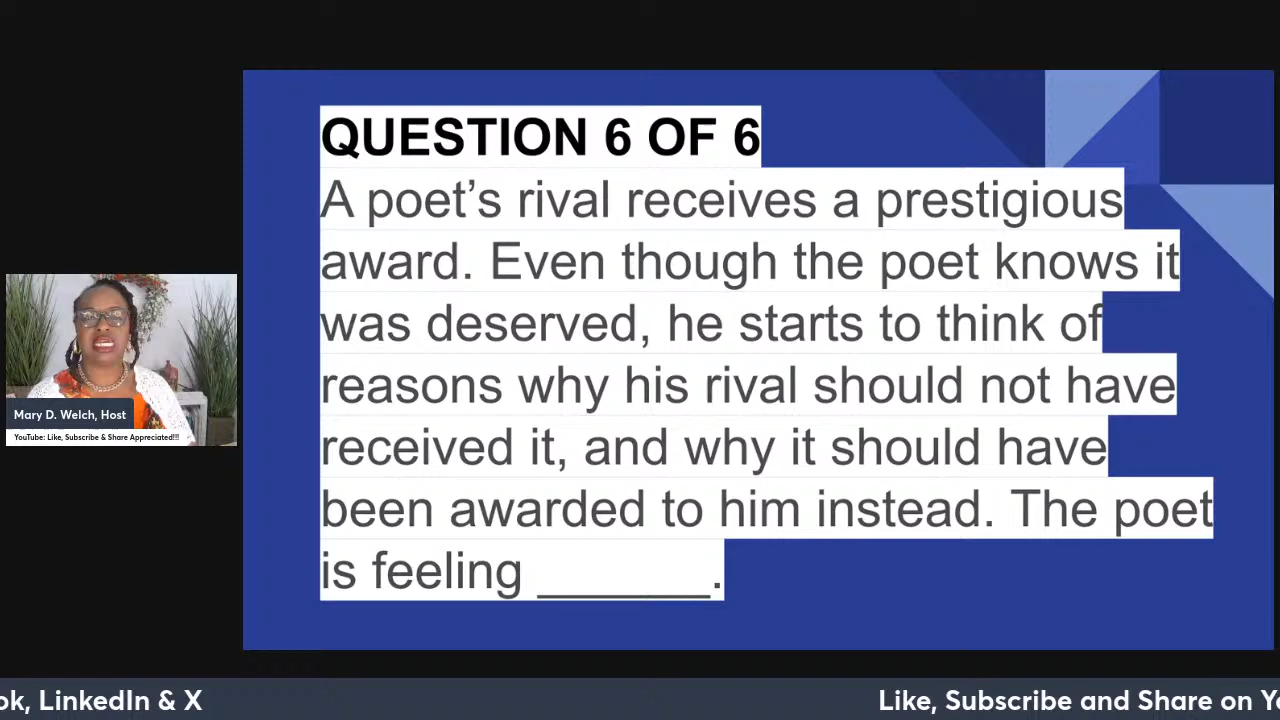 QUESTION 6 OF 6
A poet’s rival receives a prestigious
award. Even though the poet knows it
was deserved, he starts to think of
reasons why his rival should not have
received it, and why it should have
been awarded to him instead. The poet
is feeling _______.
Mary D. Welch, Host
YouTube: Like, Subscribe & Share Appreciated!!!
ok, LinkedIn & X
Like, Subscribe and Share on Yo